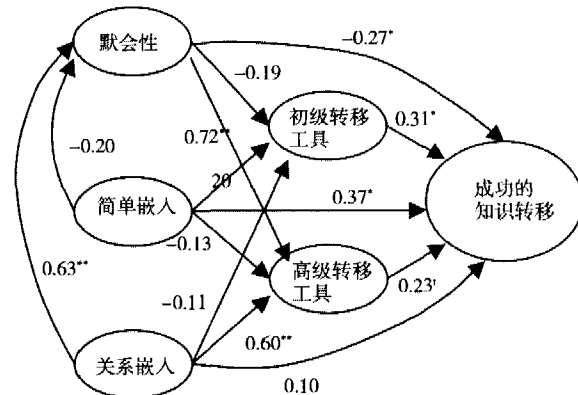 默会性
-0.27*
-0.19
初级转移
工具
0.31*
0.72**
-0.20
成功的
知识转移
20
0.37*
简单嵌入
-0.13
0.63**
高级转移
工具
0.23†
-0.11
0.60**
关系嵌入
0.10